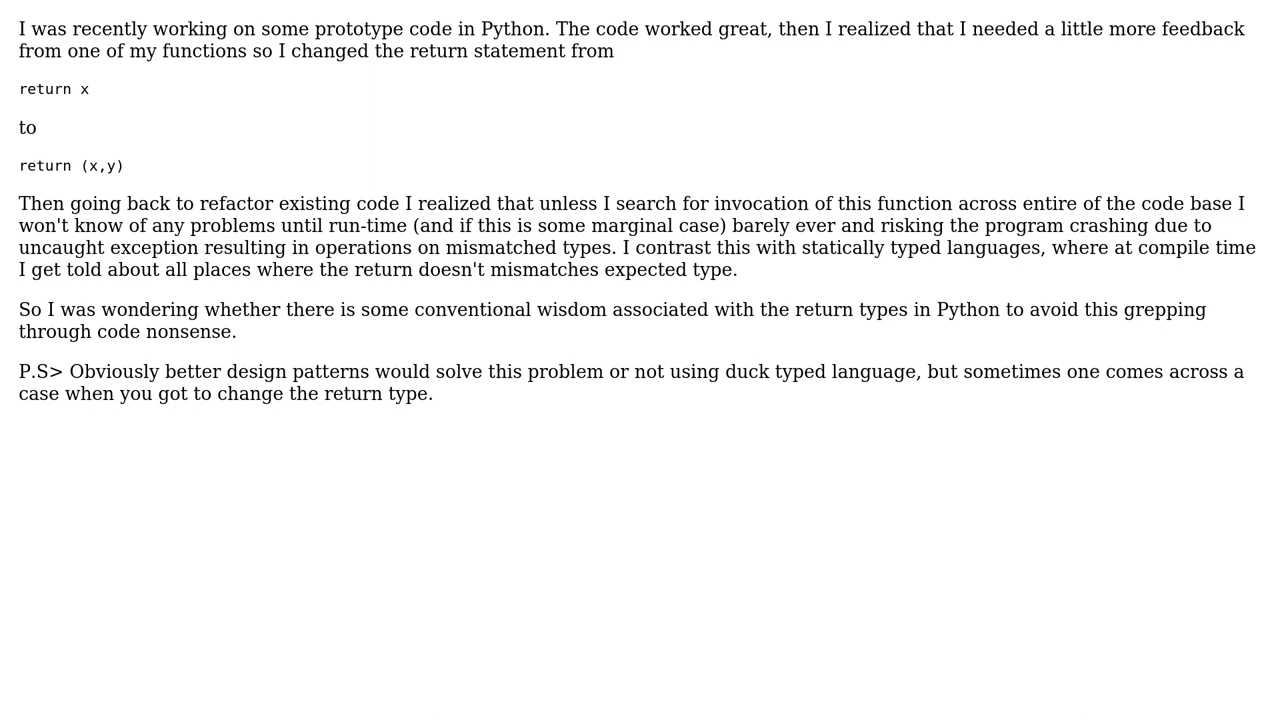 I was recently working on some prototype code in Python. The code worked great, then I realized that I needed a little more feedback
from one of my functions so I changed the return statement from
return x
to
return (x,y)
Then going back to refactor existing code I realized that unless I search for invocation of this function across entire of the code base I
won't know of any problems until run-time (and if this is some marginal case) barely ever and risking the program crashing due to
uncaught exception resulting in operations on mismatched types. I contrast this with statically typed languages, where at compile time
I get told about all places where the return doesn't mismatches expected type.
So I was wondering whether there is some conventional wisdom associated with the return types in Python to avoid this grepping
through code nonsense.
P.S> Obviously better design patterns would solve this problem or not using duck typed language, but sometimes one comes across a
case when you got to change the return type.